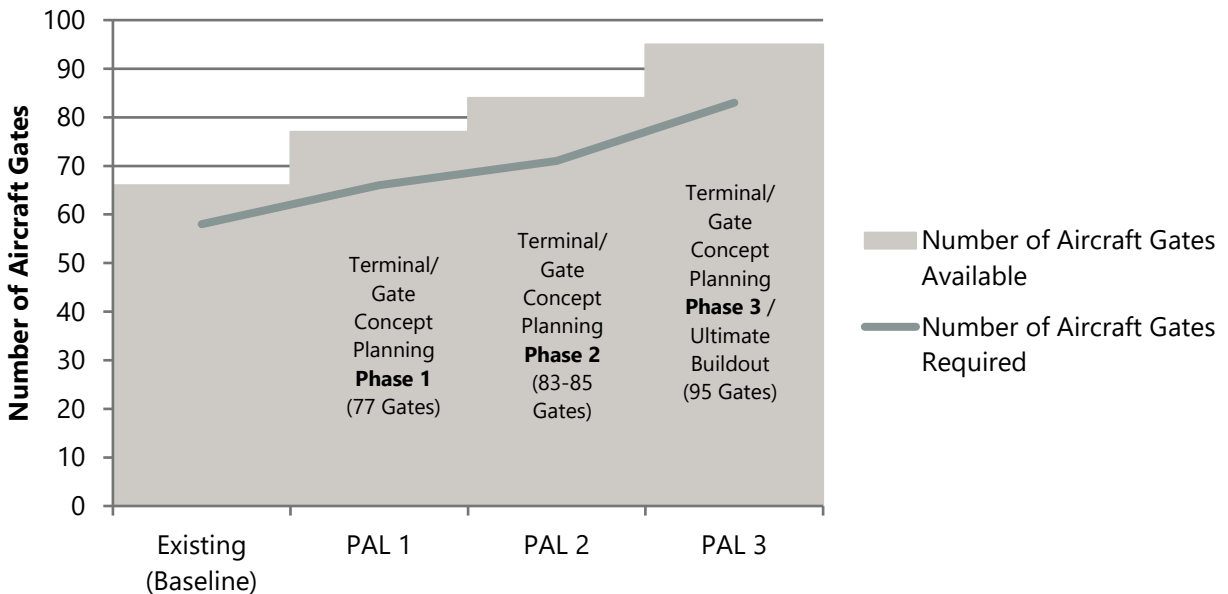 Number of Aircraft Gates
100
90
80
70
60
50
40
30
20
10
0
Terminal/
Gate
Concept
Planning
Phase 1
(77 Gates)
Terminal/
Gate
Concept
Planning
Phase 2
(83-85
Gates)
Terminal/
Gate
Concept
Planning
Phase 3 /
Ultimate
Buildout
(95 Gates)
Existing
(Baseline)
PAL 1
PAL 2
PAL 3
Number of Aircraft Gates
Available
Number of Aircraft Gates
Required